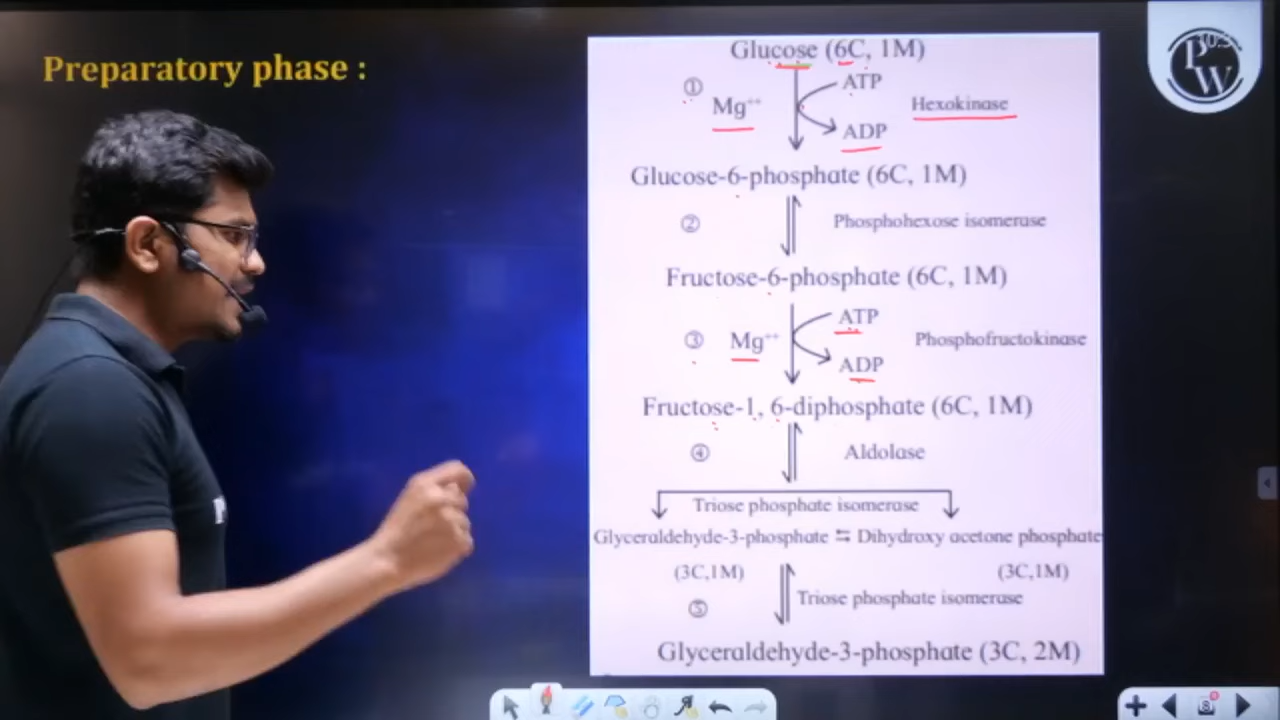 Preparatory phase :
PW
Glucose (6C, 1M)
① Mg⁺⁺ ATP Hexokinase
ADP
Glucose-6-phosphate (6C, 1M)
② Phosphohexose isomerase
Fructose-6-phosphate (6C, 1M)
③ Mg⁺⁺ ATP Phosphofructokinase
ADP
Fructose-1, 6-diphosphate (6C, 1M)
④ Aldolase
Triose phosphate isomerase
Glyceraldehyde-3-phosphate ⇆ Dihydroxy acetone phosphate
(3C,1M) (3C,1M)
⑤ Triose phosphate isomerase
Glyceraldehyde-3-phosphate (3C, 2M)